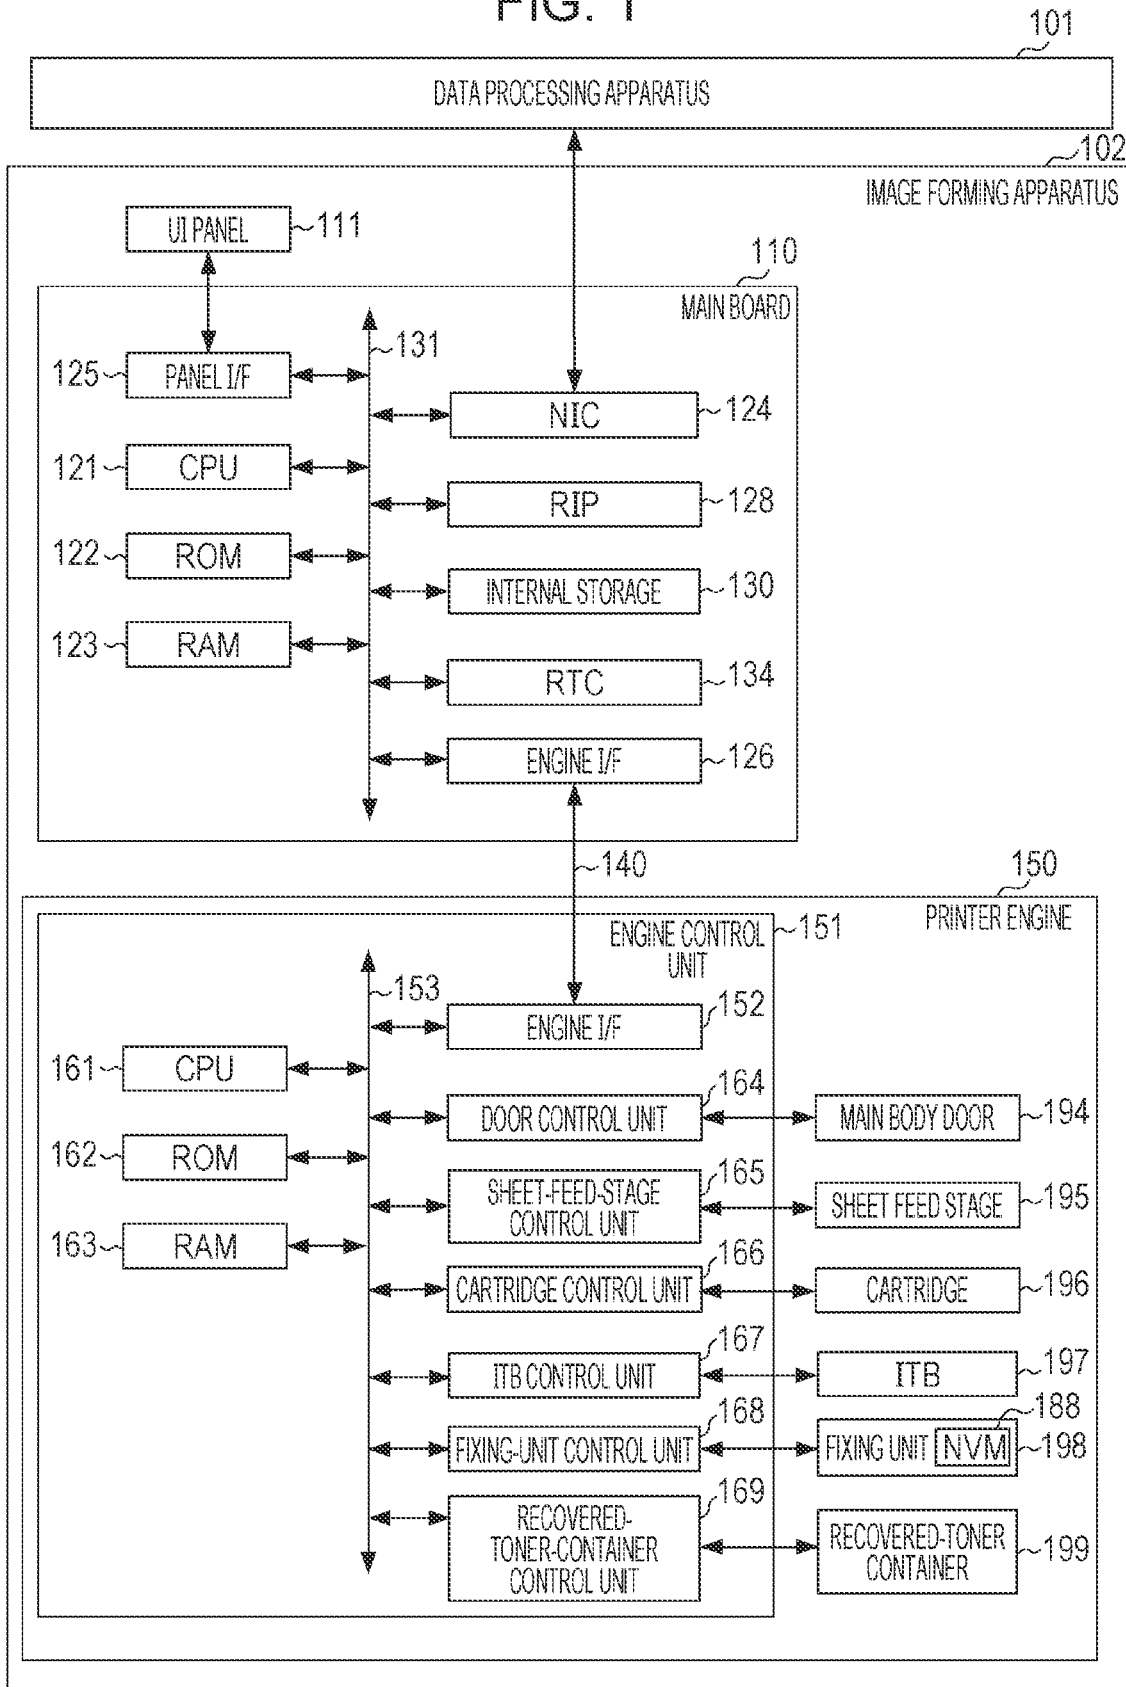 FIG. 1
101
DATA PROCESSING APPARATUS
102
IMAGE FORMING APPARATUS
UI PANEL
111
110
MAIN BOARD
131
125
PANEL I/F
NIC
124
121
CPU
RIP
128
122
ROM
INTERNAL STORAGE
130
123
RAM
RTC
134
ENGINE I/F
126
140
150
PRINTER ENGINE
151
ENGINE CONTROL
UNIT
153
152
ENGINE I/F
161
CPU
164
DOOR CONTROL UNIT
MAIN BODY DOOR
194
162
ROM
165
SHEET-FEED-STAGE
CONTROL UNIT
SHEET FEED STAGE
195
163
RAM
166
CARTRIDGE CONTROL UNIT
CARTRIDGE
196
167
ITB CONTROL UNIT
ITB
197
168
FIXING-UNIT CONTROL UNIT
188
FIXING UNIT
NVM
198
169
RECOVERED-
TONER-CONTAINER
CONTROL UNIT
RECOVERED-TONER
CONTAINER
199